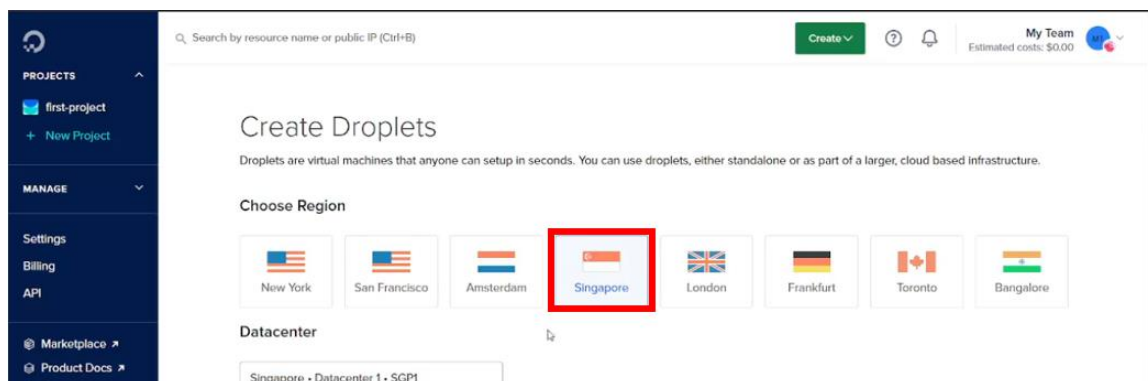 Search by resource name or public IP (Ctrl+B)
Create
My Team
Estimated costs: $0.00
PROJECTS
first-project
+ New Project
MANAGE
Settings
Billing
API
Marketplace
Product Docs
Create Droplets
Droplets are virtual machines that anyone can setup in seconds. You can use droplets, either standalone or as part of a larger, cloud based infrastructure.
Choose Region
New York
San Francisco
Amsterdam
Singapore
London
Frankfurt
Toronto
Bangalore
Datacenter
Singapore • Datacenter 1 • SGP1